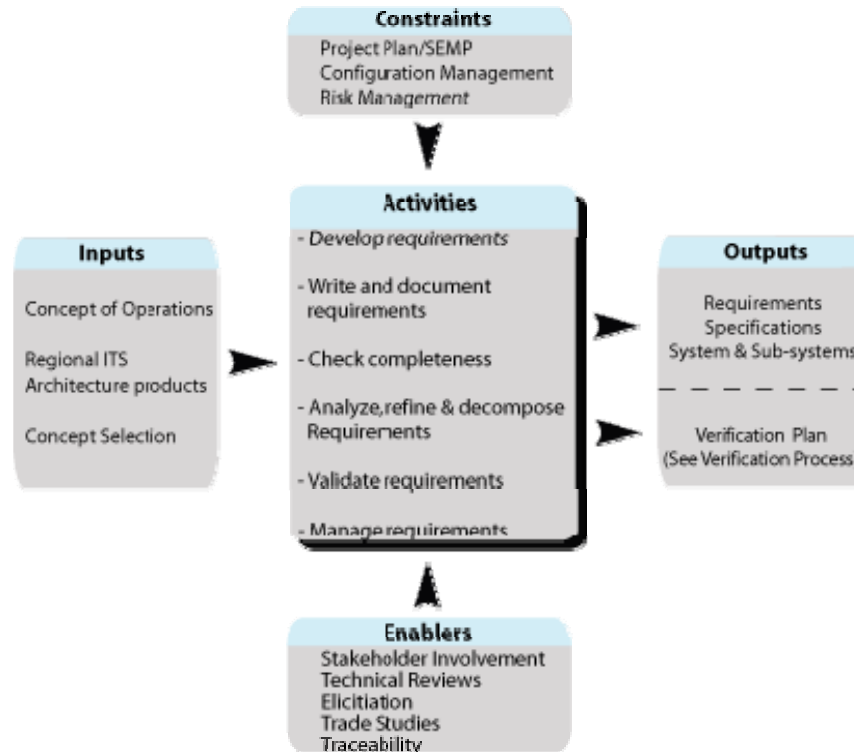 Constraints
Project Plan/SEMP
Configuration Management
Risk Management
Activities
- Develop requirements
- Write and document
requirements
- Check completeness
- Analyze,refine & decompose
Requirements
- Validate requirements
- Manage requirements
Inputs
Concept of Operations
Regional ITS
Architecture products
Concept Selection
Outputs
Requirements
Specifications
System & Sub-systems
Verification Plan
(See Verification Process
Enablers
Stakeholder Involvement
Technical Reviews
Elicitiation
Trade Studies
Traceability